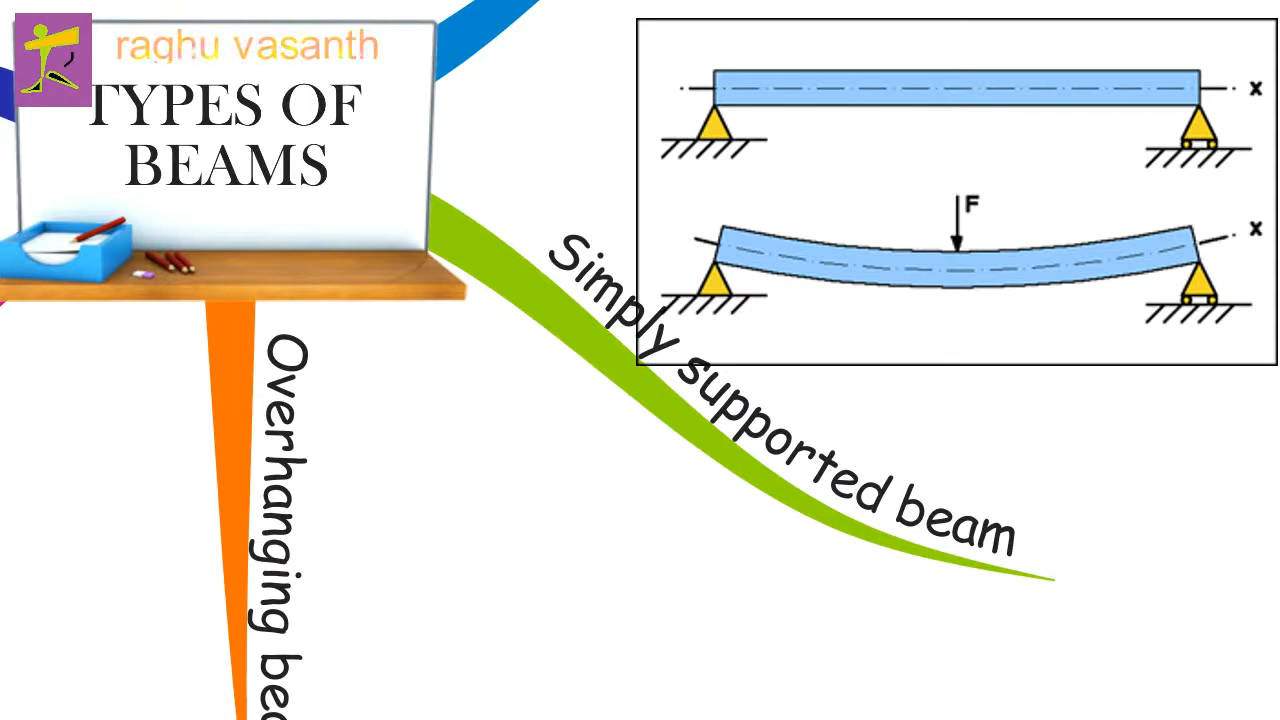 raghu vasanth
TYPES OF
BEAMS
x
F
x
Simply supported beam
Overhanging